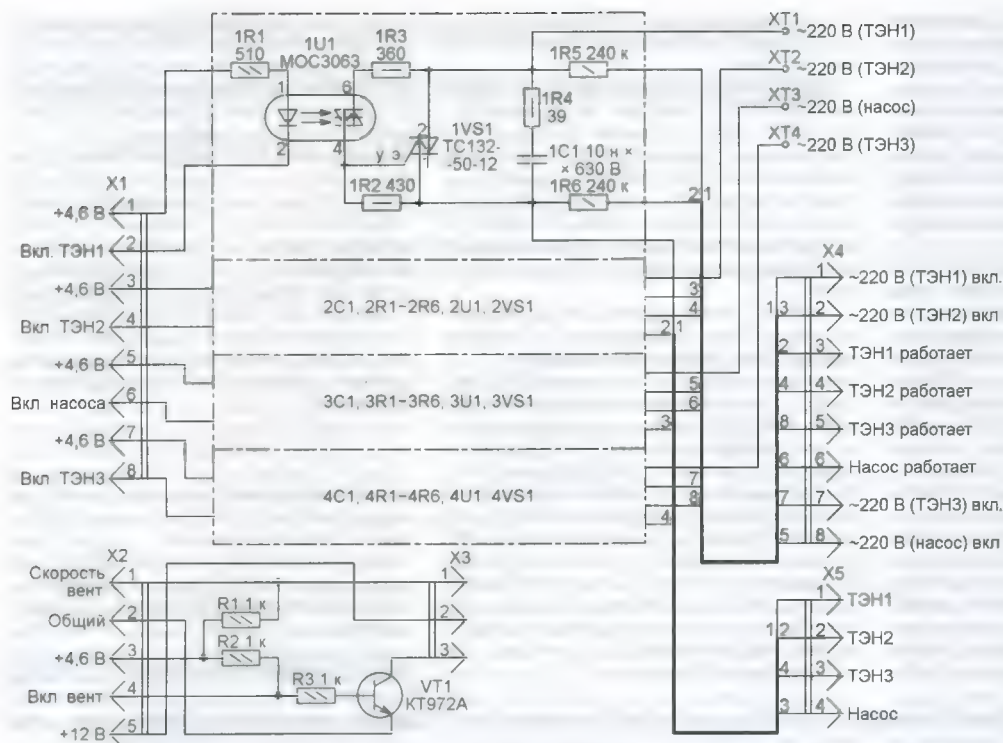 1R1
510
1U1
МОС3063
1R3
360
1
6
2
4
у э
2
1VS1
ТС132-
-50-12
1R2 430
1R5 240 к
1R4
39
1С1 10 н ×
× 630 В
1R6 240 к
2 1
XT1
~220 В (ТЭН1)
XT2
~220 В (ТЭН2)
XT3
~220 В (насос)
XT4
~220 В (ТЭН3)
X1
+4,6 В 1
Вкл. ТЭН1 2
+4,6 В 3
Вкл ТЭН2 4
+4,6 В 5
Вкл насоса 6
+4,6 В 7
Вкл ТЭН3 8
2С1, 2R1–2R6, 2U1, 2VS1
3
4
2 1
3С1, 3R1–3R6, 3U1, 3VS1
5
6
3
4С1, 4R1–4R6, 4U1 4VS1
7
8
4
X4
1 ~220 В (ТЭН1) вкл.
1 3 2 ~220 В (ТЭН2) вкл
2 3 ТЭН1 работает
4 4 ТЭН2 работает
8 5 ТЭН3 работает
6 6 Насос работает
7 7 ~220 В (ТЭН3) вкл.
5 8 ~220 В (насос) вкл
X5
1 ТЭН1
1 2 2 ТЭН2
4 3 ТЭН3
3 4 Насос
X2
Скорость
вент 1
Общий 2
+4,6 В 3
Вкл вент 4
+12 В 5
R1 1 к
R2 1 к
R3 1 к
VT1
КТ972А
X3
1
2
3